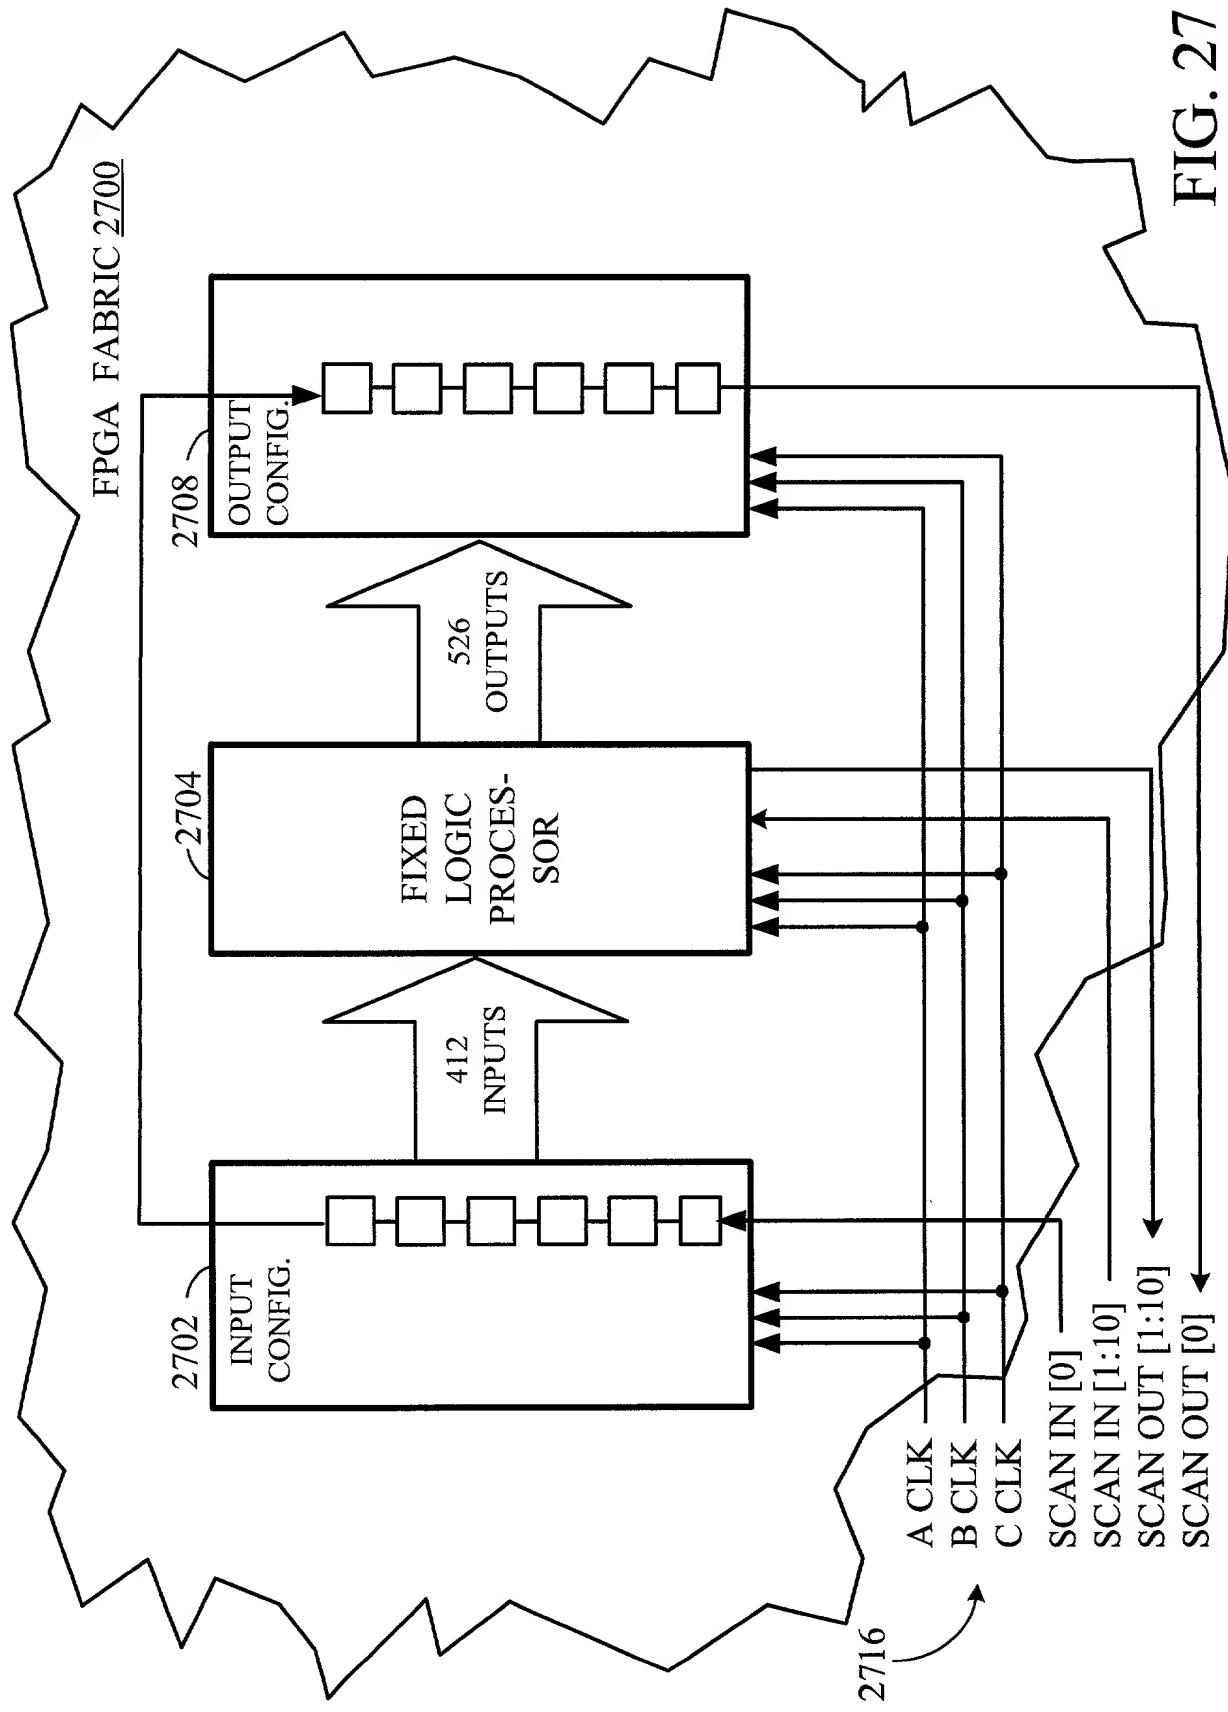 FPGA FABRIC 2700
2702
INPUT
CONFIG.
412
INPUTS
2704
FIXED
LOGIC
PROCES-
SOR
526
OUTPUTS
2708
OUTPUT
CONFIG.
2716
A CLK
B CLK
C CLK
SCAN IN [0]
SCAN IN [1:10]
SCAN OUT [1:10]
SCAN OUT [0]
FIG. 27